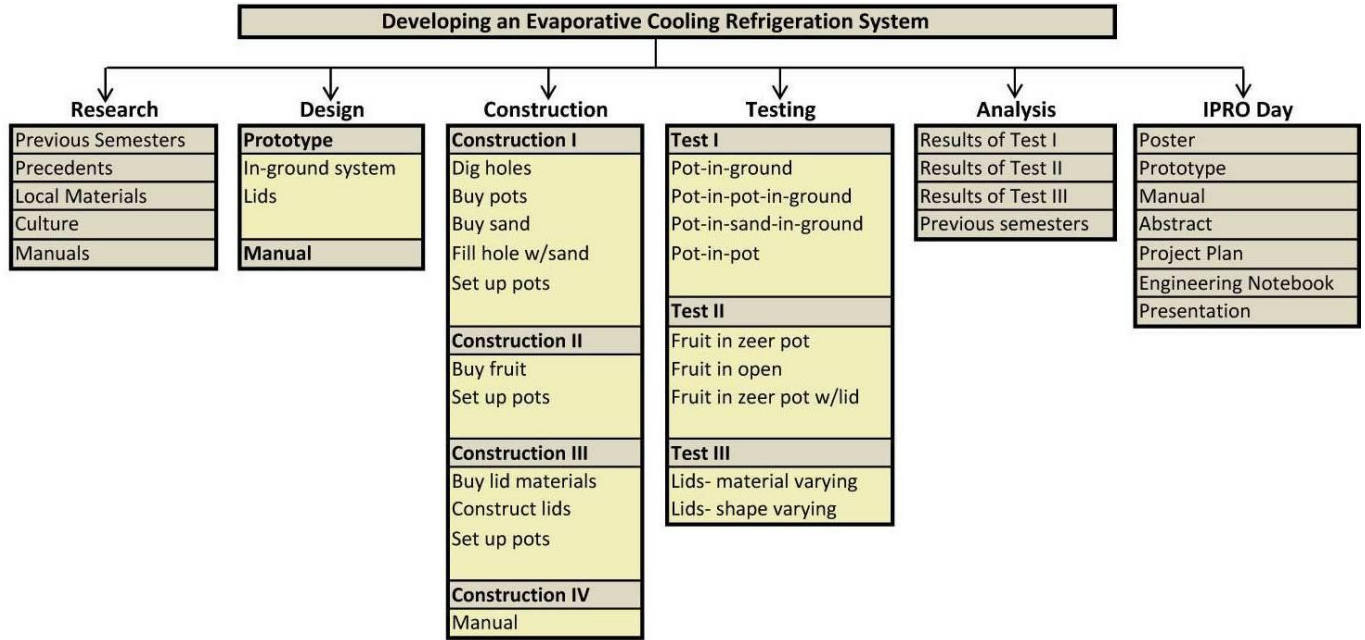 Developing an Evaporative Cooling Refrigeration System
Research
Previous Semesters
Precedents
Local Materials
Culture
Manuals
Design
Prototype
In-ground system
Lids
Manual
Construction
Construction I
Dig holes
Buy pots
Buy sand
Fill hole w/sand
Set up pots
Construction II
Buy fruit
Set up pots
Construction III
Buy lid materials
Construct lids
Set up pots
Construction IV
Manual
Testing
Test I
Pot-in-ground
Pot-in-pot-in-ground
Pot-in-sand-in-ground
Pot-in-pot
Test II
Fruit in zeer pot
Fruit in open
Fruit in zeer pot w/lid
Test III
Lids- material varying
Lids- shape varying
Analysis
Results of Test I
Results of Test II
Results of Test III
Previous semesters
IPRO Day
Poster
Prototype
Manual
Abstract
Project Plan
Engineering Notebook
Presentation